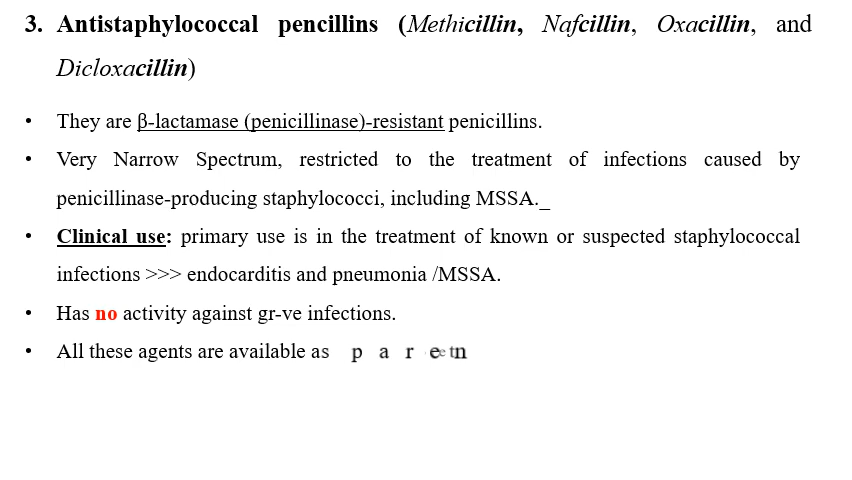 3. Antistaphylococcal pencillins (Methicillin, Nafcillin, Oxacillin, and
Dicloxacillin)
• They are β-lactamase (penicillinase)-resistant penicillins.
• Very Narrow Spectrum, restricted to the treatment of infections caused by
penicillinase-producing staphylococci, including MSSA._
• Clinical use: primary use is in the treatment of known or suspected staphylococcal
infections >>> endocarditis and pneumonia /MSSA.
• Has no activity against gr-ve infections.
• All these agents are available as